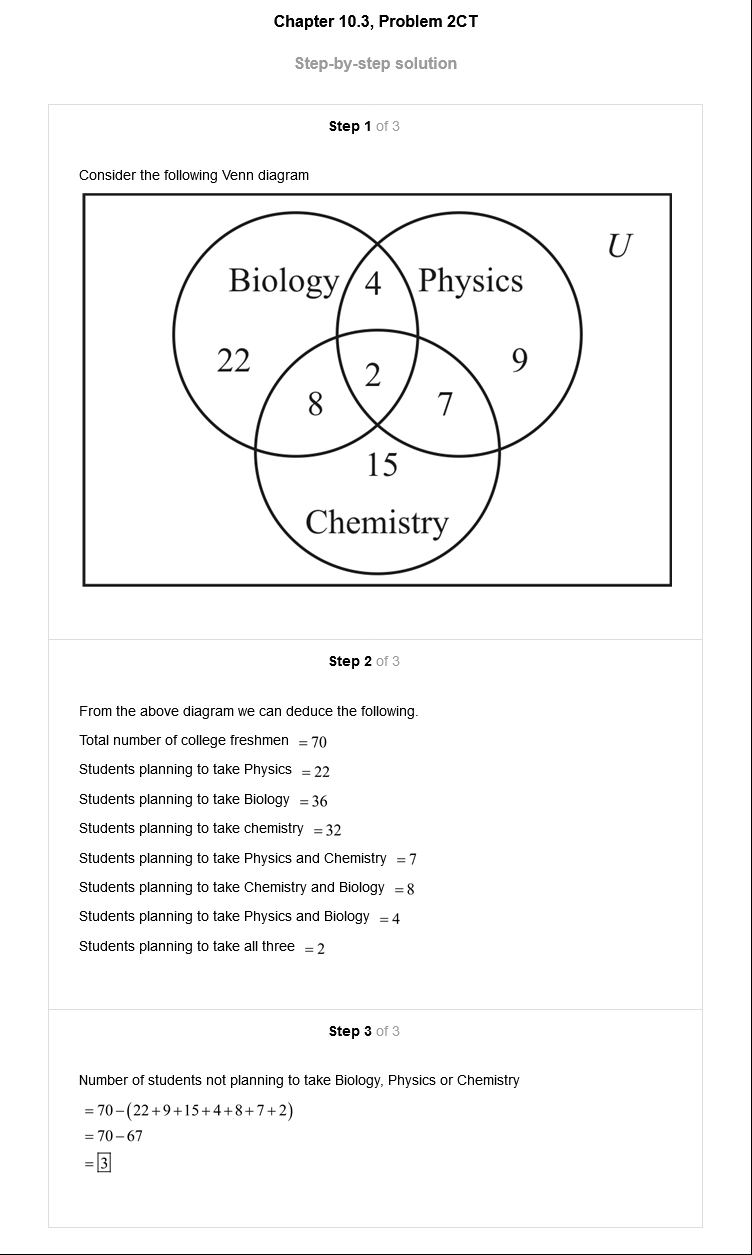 Chapter 10.3, Problem 2CT
Step-by-step solution
Step 1 of 3
Consider the following Venn diagram
U
Biology 4 Physics
22 9
2
8 7
15
Chemistry
Step 2 of 3
From the above diagram we can deduce the following.
Total number of college freshmen = 70
Students planning to take Physics = 22
Students planning to take Biology = 36
Students planning to take chemistry = 32
Students planning to take Physics and Chemistry = 7
Students planning to take Chemistry and Biology = 8
Students planning to take Physics and Biology = 4
Students planning to take all three = 2
Step 3 of 3
Number of students not planning to take Biology, Physics or Chemistry
= 70 − (22 + 9 + 15 + 4 + 8 + 7 + 2)
= 70 − 67
= 3